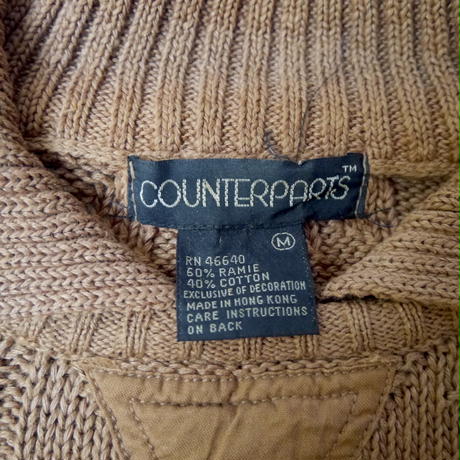 COUNTERPARTS™
M
RN 46640
60% RAMIE
40% COTTON
EXCLUSIVE OF DECORATION
MADE IN HONG KONG
CARE INSTRUCTIONS
ON BACK